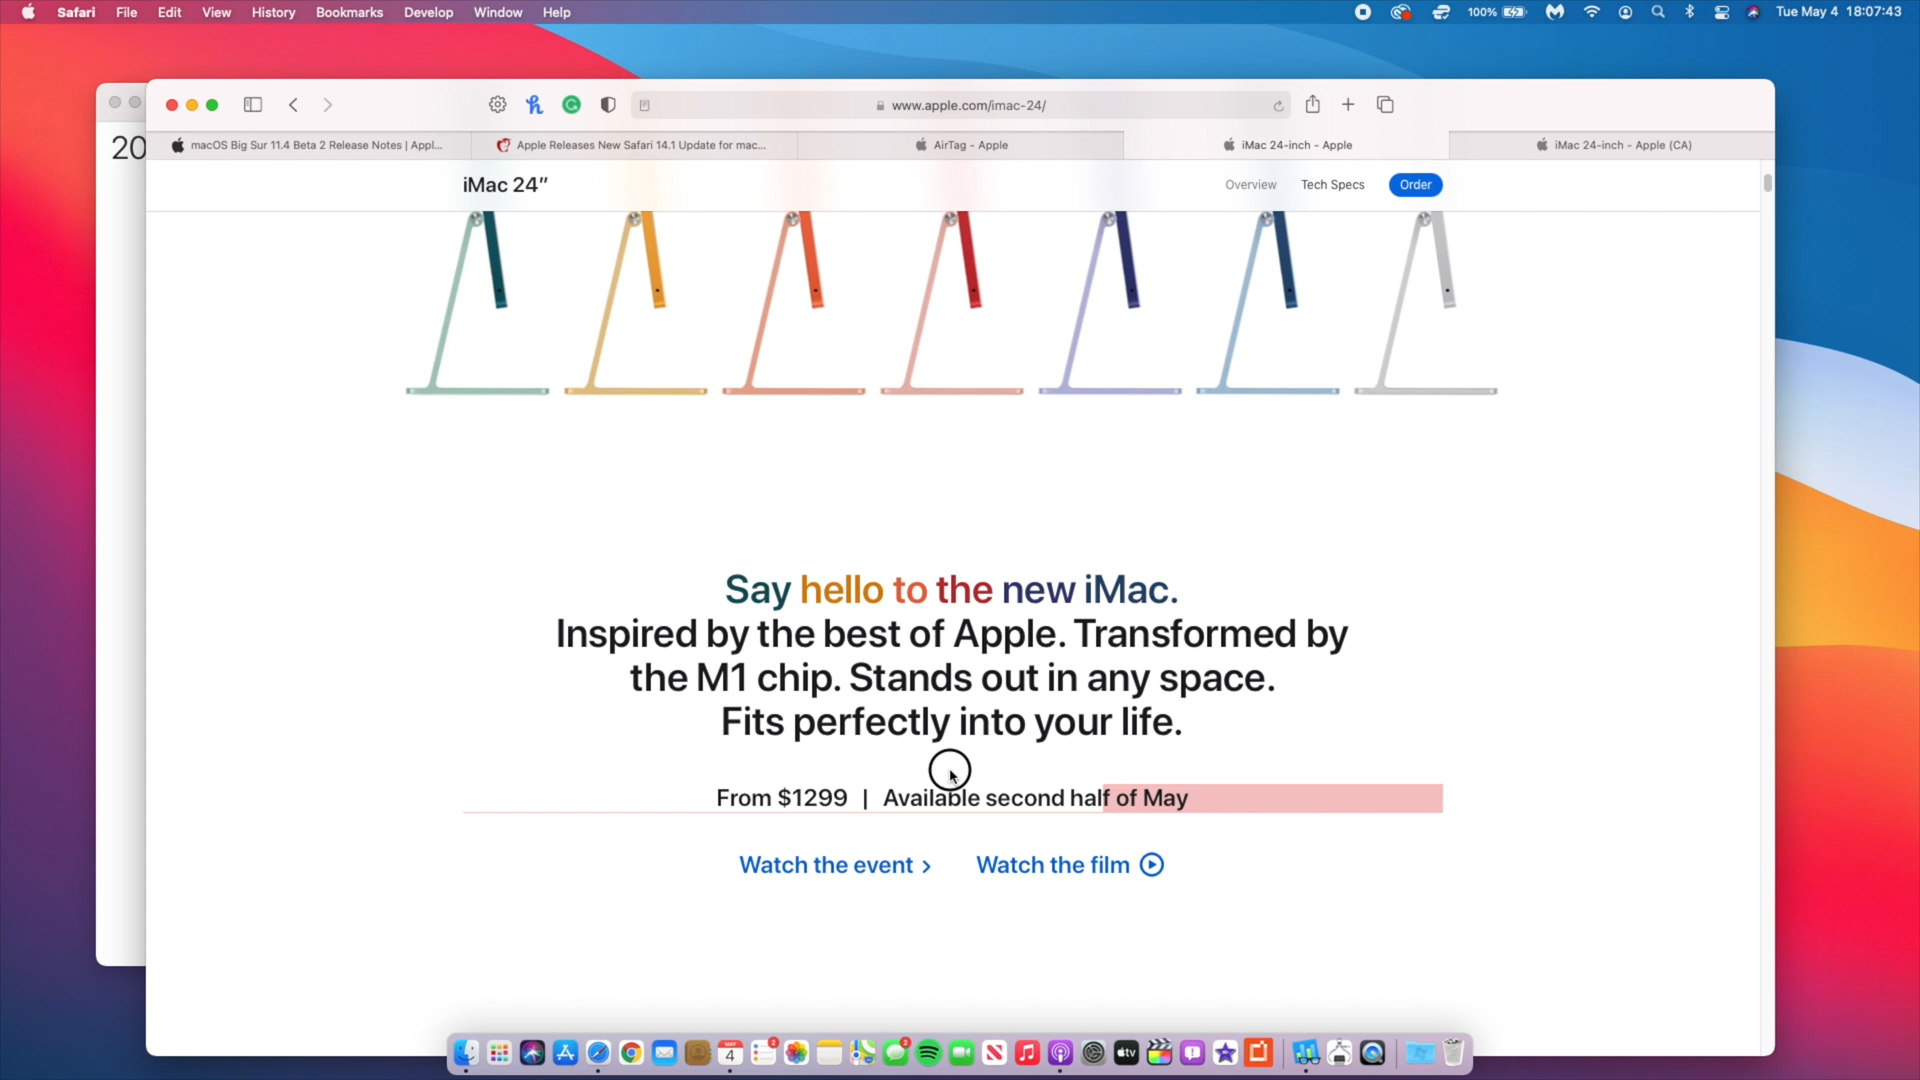 Safari File Edit View History Bookmarks Develop Window Help
100%
Tue May 4 18:07:43
www.apple.com/imac-24/
20
macOS Big Sur 11.4 Beta 2 Release Notes | Appl...
Apple Releases New Safari 14.1 Update for mac...
AirTag - Apple
iMac 24-inch - Apple
iMac 24-inch - Apple (CA)
iMac 24”
Overview
Tech Specs
Order
Say hello to the new iMac.
Inspired by the best of Apple. Transformed by
the M1 chip. Stands out in any space.
Fits perfectly into your life.
From $1299 | Available second half of May
Watch the event >
Watch the film
MAY
4
2
2
tv